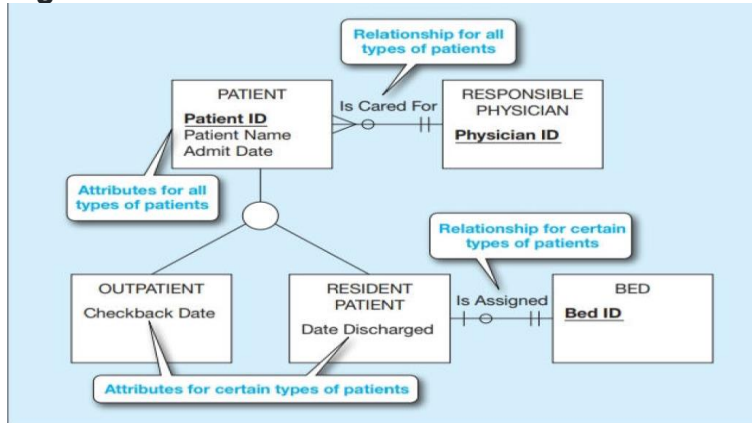 Relationship for all
types of patients
PATIENT
Patient ID
Patient Name
Admit Date
Is Cared For
RESPONSIBLE
PHYSICIAN
Physician ID
Attributes for all
types of patients
Relationship for certain
types of patients
OUTPATIENT
Checkback Date
RESIDENT
PATIENT
Date Discharged
Is Assigned
BED
Bed ID
Attributes for certain types of patients